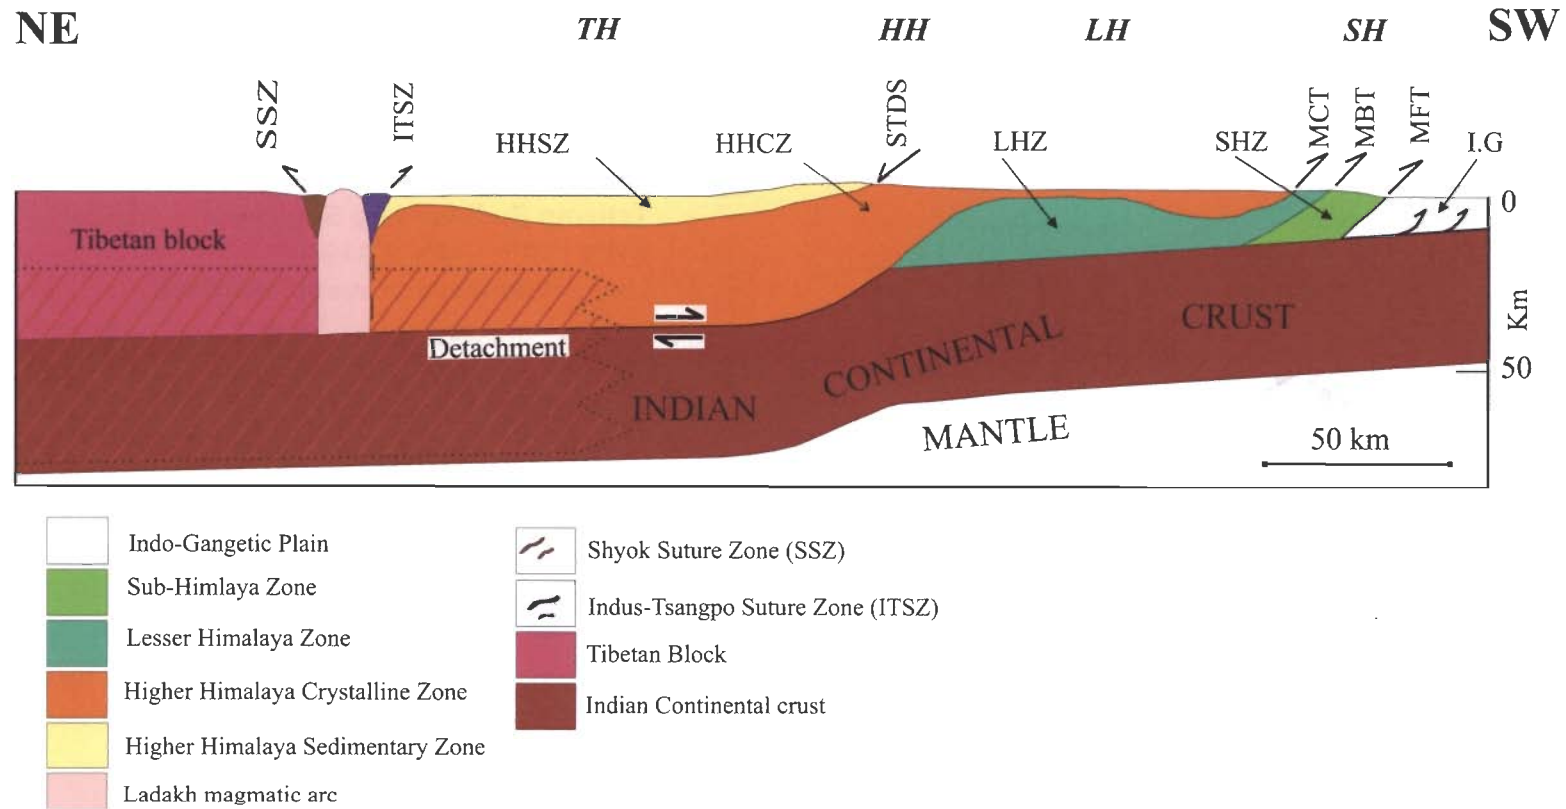 NE
TH
HH
LH
SH
SW
SSZ
ITSZ
HHSZ
HHCZ
STDS
LHZ
SHZ
MCT
MBT
MFT
I.G
0
Tibetan block
Km
Detachment
INDIAN
CONTINENTAL
CRUST
50
MANTLE
50 km
Indo-Gangetic Plain
Sub-Himlaya Zone
Lesser Himalaya Zone
Higher Himalaya Crystalline Zone
Higher Himalaya Sedimentary Zone
Ladakh magmatic arc
Shyok Suture Zone (SSZ)
Indus-Tsangpo Suture Zone (ITSZ)
Tibetan Block
Indian Continental crust